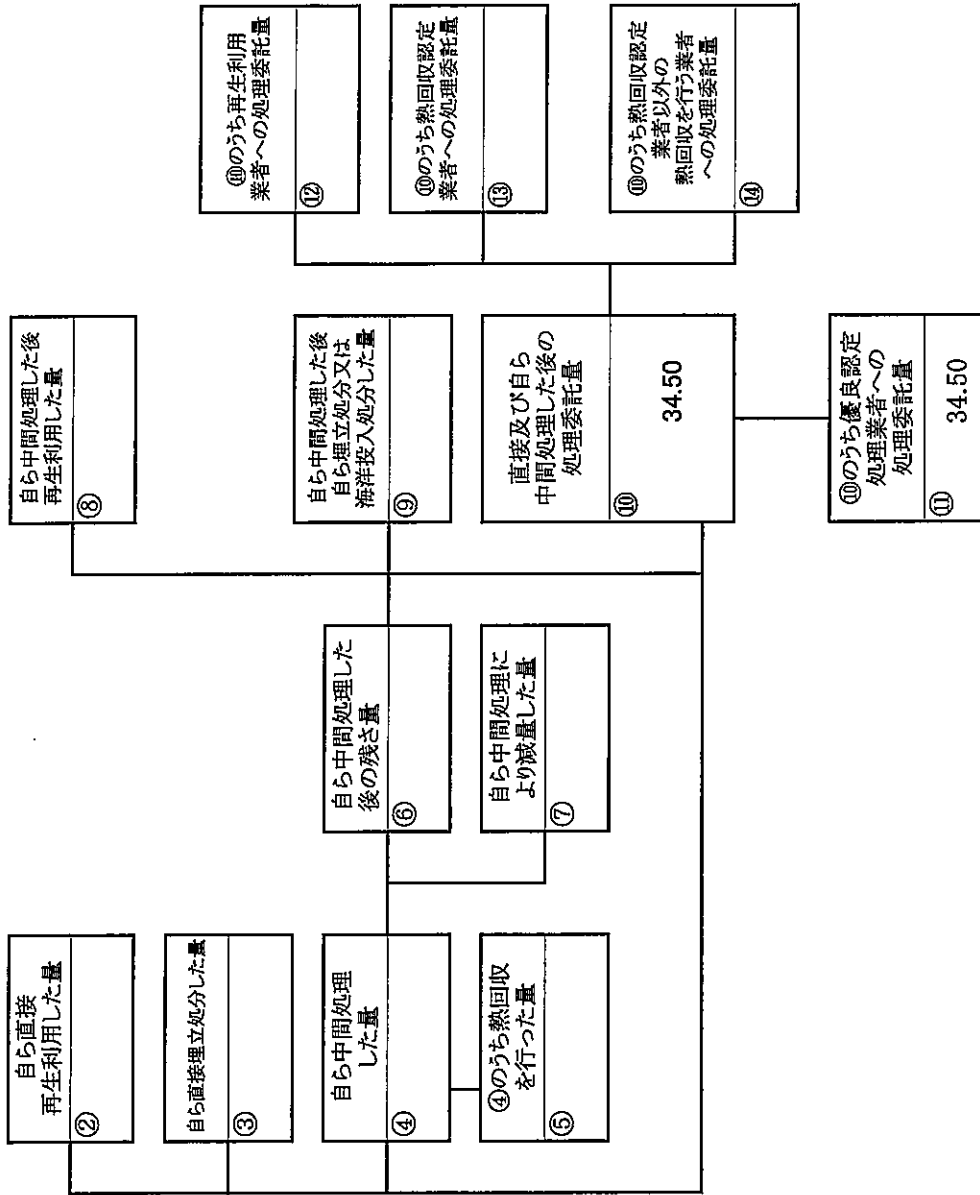 自ら直接
再生利用した量
②
自ら直接埋立処分した量
③
自ら中間処理
した量
④
④のうち熱回収
を行った量
⑤
自ら中間処理した
後の残さ量
⑥
自ら中間処理に
より減量した量
⑦
自ら中間処理した後
再生利用した量
⑧
自ら中間処理した後
自ら埋立処分又は
海洋投入処分した量
⑨
直接及び自ら
中間処理した後の
処理委託量
⑩
34.50
⑩のうち優良認定
処理業者への
処理委託量
⑪
34.50
⑩のうち再生利用
業者への処理委託量
⑫
⑩のうち熱回収認定
業者への処理委託量
⑬
⑩のうち熱回収認定
業者以外の
熱回収を行う業者
への処理委託量
⑭